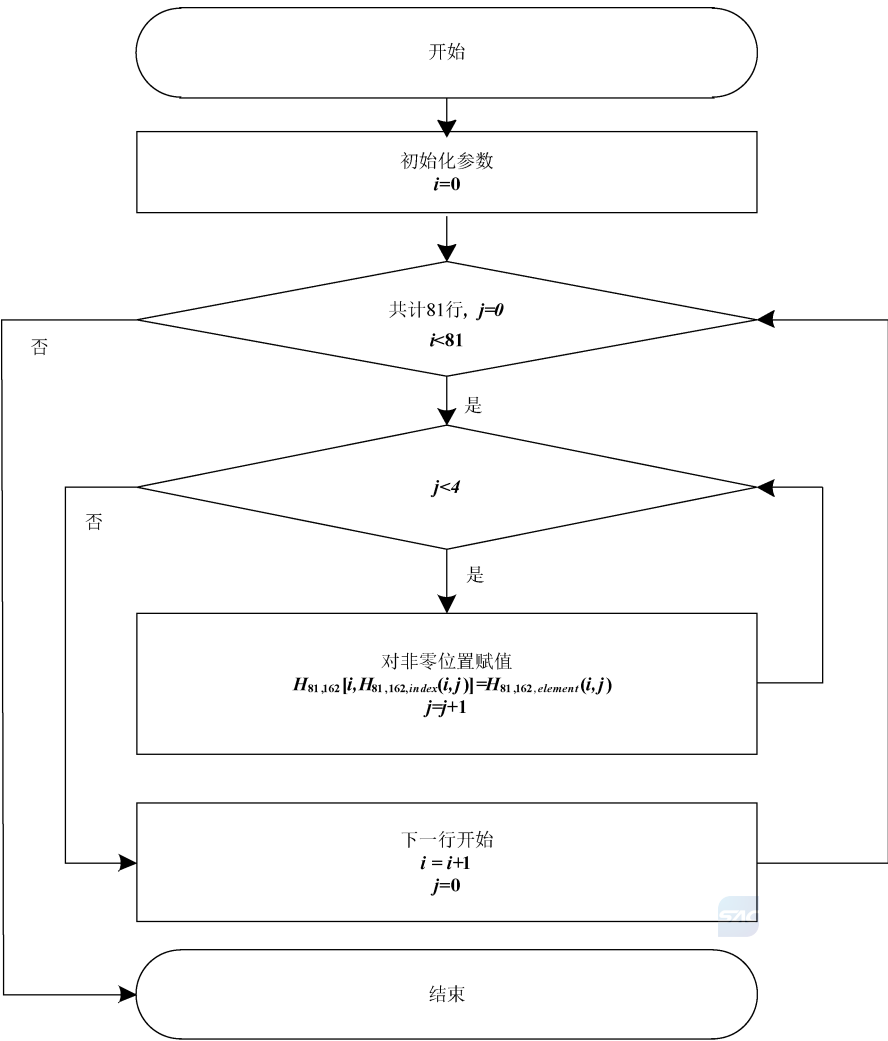 开始
初始化参数
i=0
共计81行，j=0
i<81
否
是
j<4
否
是
对非零位置赋值
H81,162[i,H81,162,index(i,j)]=H81,162,element(i,j)
j=j+1
下一行开始
i = i+1
j=0
SAC
结束